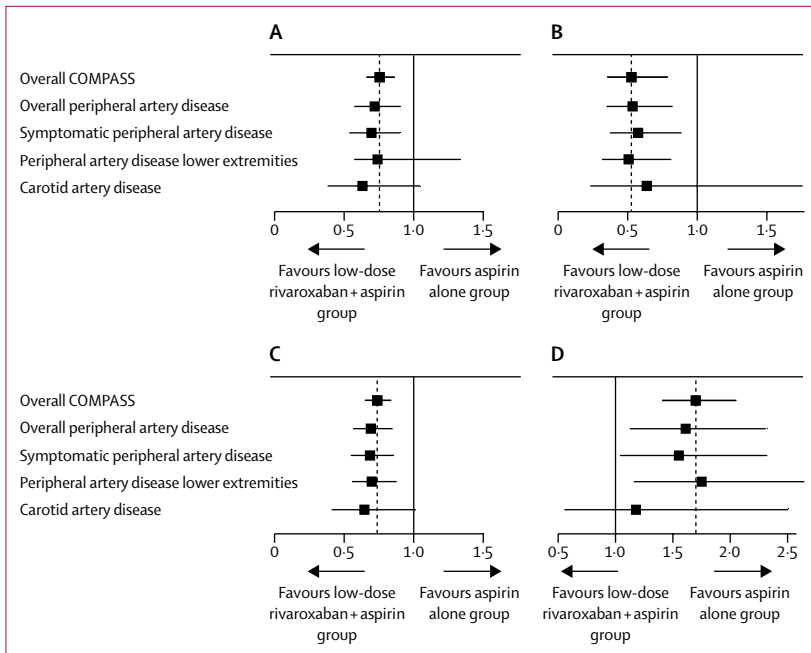 A
B
Overall COMPASS
Overall peripheral artery disease
Symptomatic peripheral artery disease
Peripheral artery disease lower extremities
Carotid artery disease
0 0·5 1·0 1·5
0 0·5 1·0 1·5
Favours low-dose
rivaroxaban + aspirin
group
Favours aspirin
alone group
Favours low-dose
rivaroxaban + aspirin
group
Favours aspirin
alone group
C
D
Overall COMPASS
Overall peripheral artery disease
Symptomatic peripheral artery disease
Peripheral artery disease lower extremities
Carotid artery disease
0 0·5 1·0 1·5
0·5 1·0 1·5 2·0 2·5
Favours low-dose
rivaroxaban + aspirin
group
Favours aspirin
alone group
Favours low-dose
rivaroxaban + aspirin
group
Favours aspirin
alone group